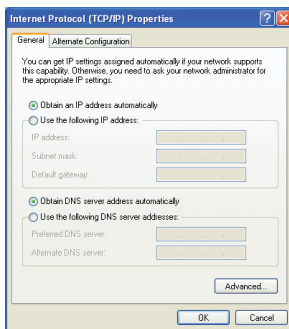 Internet Protocol (TCP/IP) Properties
General
Alternate Configuration
You can get IP settings assigned automatically if your network supports
this capability. Otherwise, you need to ask your network administrator for
the appropriate IP settings.
Obtain an IP address automatically
Use the following IP address:
IP address:
Subnet mask:
Default gateway:
Obtain DNS server address automatically
Use the following DNS server addresses:
Preferred DNS server:
Alternate DNS server:
Advanced...
OK
Cancel